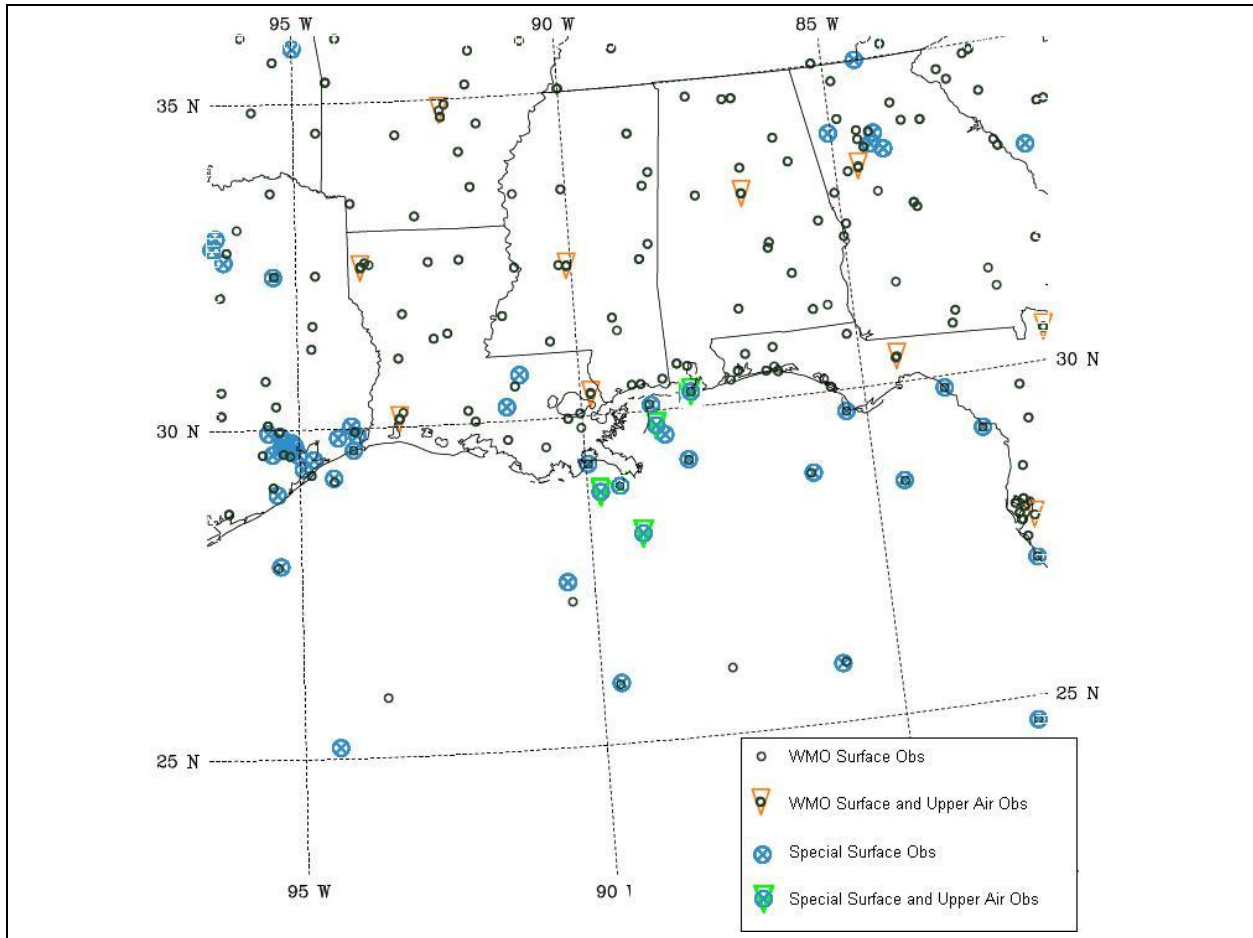 95 W
90 W
85 W
35 N
30 N
30 N
25 N
25 N
WMO Surface Obs
WMO Surface and Upper Air Obs
Special Surface Obs
Special Surface and Upper Air Obs
95 W
90